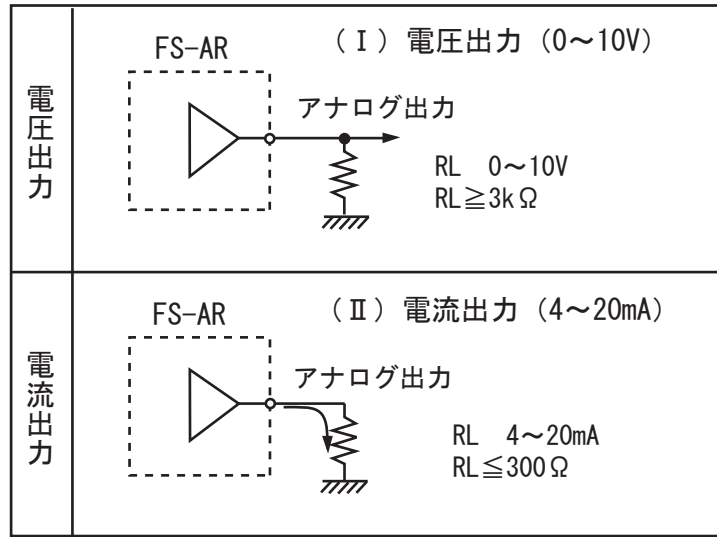 電圧出力
FS-AR
(Ⅰ) 電圧出力 (0～10V)
アナログ出力
RL 0～10V
RL≧3kΩ
電流出力
FS-AR
(Ⅱ) 電流出力 (4～20mA)
アナログ出力
RL 4～20mA
RL≦300Ω